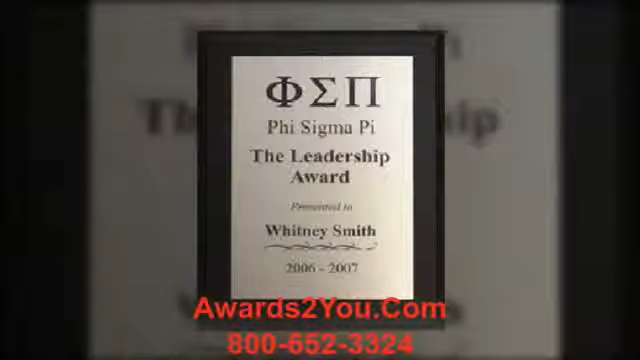 ΦΣΠ
Phi Sigma Pi
The Leadership
Award
Presented to
Whitney Smith
2006 - 2007
Awards2You.Com
800-652-3324